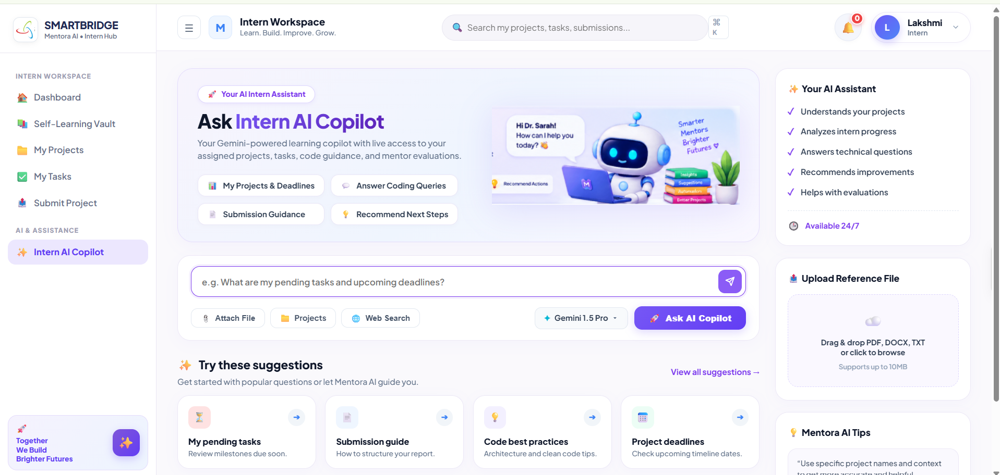 SMARTBRIDGE
Mentora AI • Intern Hub
INTERN WORKSPACE
Dashboard
Self-Learning Vault
My Projects
My Tasks
Submit Project
AI & ASSISTANCE
Intern AI Copilot
Together
We Build
Brighter Futures
M
Intern Workspace
Learn. Build. Improve. Grow.
Search my projects, tasks, submissions...
⌘
K
0
L
Lakshmi
Intern
Your AI Intern Assistant
Ask Intern AI Copilot
Your Gemini-powered learning copilot with live access to your
assigned projects, tasks, code guidance, and mentor evaluations.
My Projects & Deadlines
Answer Coding Queries
Submission Guidance
Recommend Next Steps
Hi Dr. Sarah!
How can I help you
today?
Recommend Actions
Smarter
Mentors
Brighter
Futures
M
Insights
Suggestions
Automation
Better Projects
e.g. What are my pending tasks and upcoming deadlines?
Attach File
Projects
Web Search
Gemini 1.5 Pro
Ask AI Copilot
Try these suggestions
Get started with popular questions or let Mentora AI guide you.
View all suggestions →
My pending tasks
Review milestones due soon.
Submission guide
How to structure your report.
Code best practices
Architecture and clean code tips.
Project deadlines
Check upcoming timeline dates.
Your AI Assistant
✓ Understands your projects
✓ Analyzes intern progress
✓ Answers technical questions
✓ Recommends improvements
✓ Helps with evaluations
Available 24/7
Upload Reference File
Drag & drop PDF, DOCX, TXT
or click to browse
Supports up to 10MB
Mentora AI Tips
“Use specific project names and context
to get more accurate and helpful